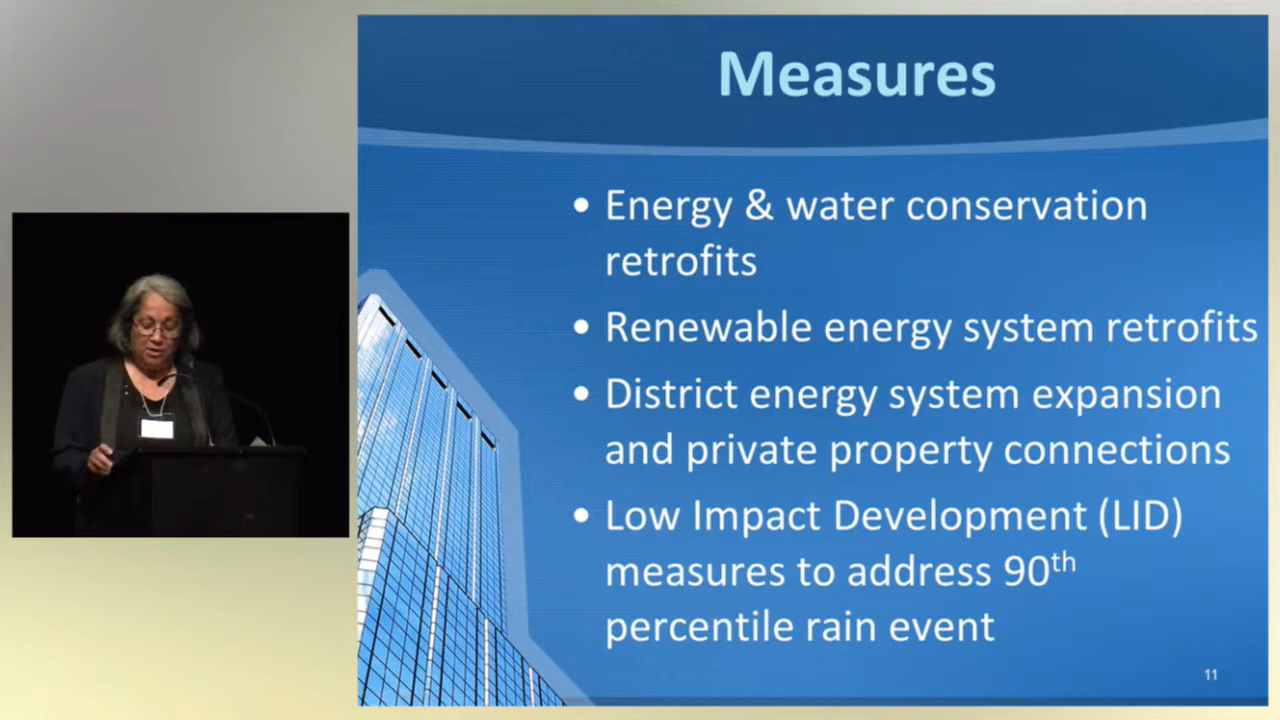 Measures
• Energy & water conservation
retrofits
• Renewable energy system retrofits
• District energy system expansion
and private property connections
• Low Impact Development (LID)
measures to address 90th
percentile rain event
11